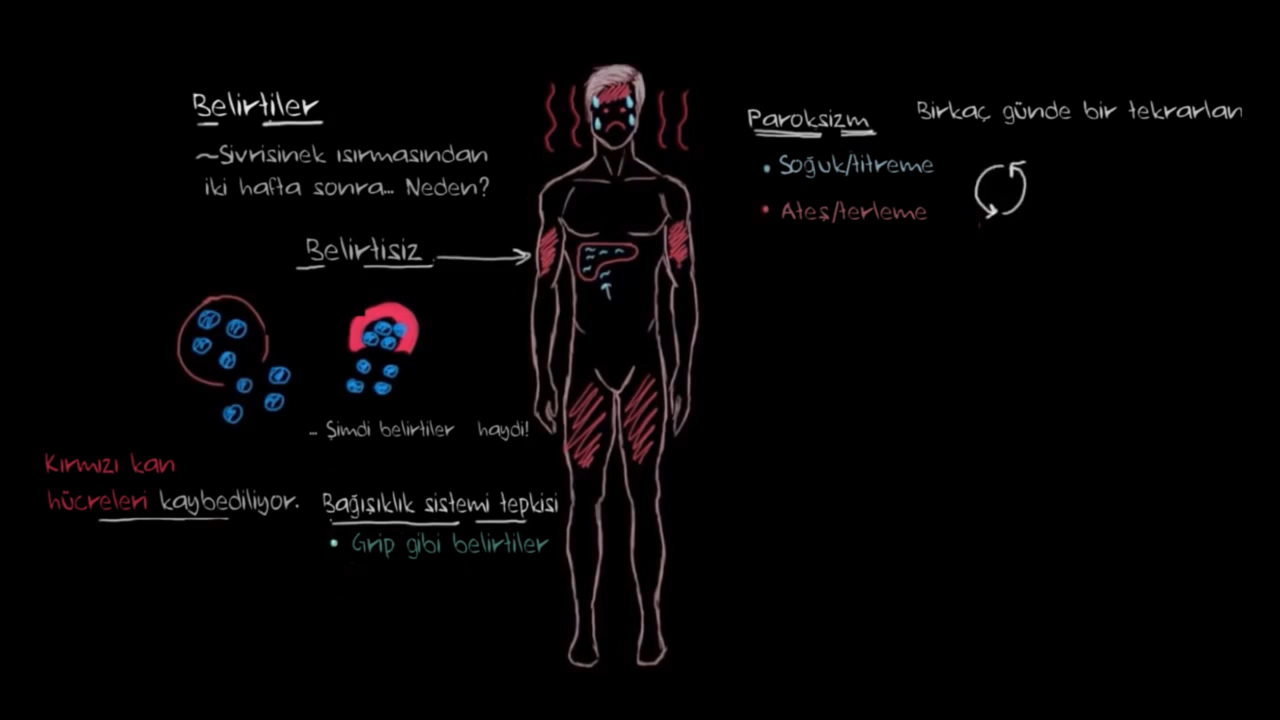 Belirtiler
~Sivrisinek ısırmasından
iki hafta sonra... Neden?
Belirtisiz
... Şimdi belirtiler haydi!
Kırmızı kan
hücreleri kaybediliyor.
Bağışıklık sistemi tepkisi
• Grip gibi belirtiler
Paroksizm
Birkaç günde bir tekrarlan
• Soğuk/titreme
• Ateş/terleme